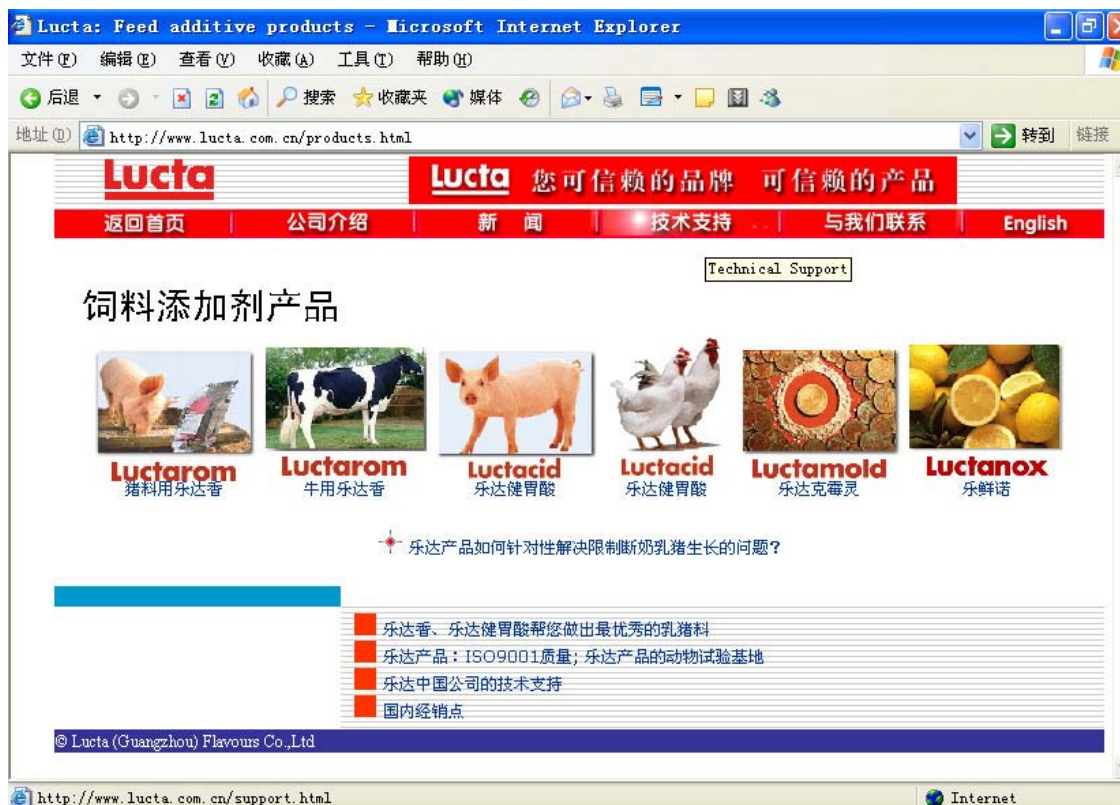 Lucta: Feed additive products - Microsoft Internet Explorer
文件(F) 编辑(E) 查看(V) 收藏(A) 工具(T) 帮助(H)
后退 搜索 收藏夹 媒体
地址(D) http://www.lucta.com.cn/products.html 转到 链接
Lucta Lucta 您可信赖的品牌 可信赖的产品
返回首页 公司介绍 新 闻 技术支持 与我们联系 English
Technical Support
饲料添加剂产品
Luctarom Luctarom Luctacid Luctacid Luctamold Luctanox
猪料用乐达香 牛用乐达香 乐达健胃酸 乐达健胃酸 乐达克霉灵 乐鲜诺
乐达产品如何针对性解决限制断奶乳猪生长的问题?
乐达香、乐达健胃酸帮您做出最优秀的乳猪料
乐达产品：ISO9001质量; 乐达产品的动物试验基地
乐达中国公司的技术支持
国内经销点
© Lucta (Guangzhou) Flavours Co.,Ltd
http://www.lucta.com.cn/support.html Internet